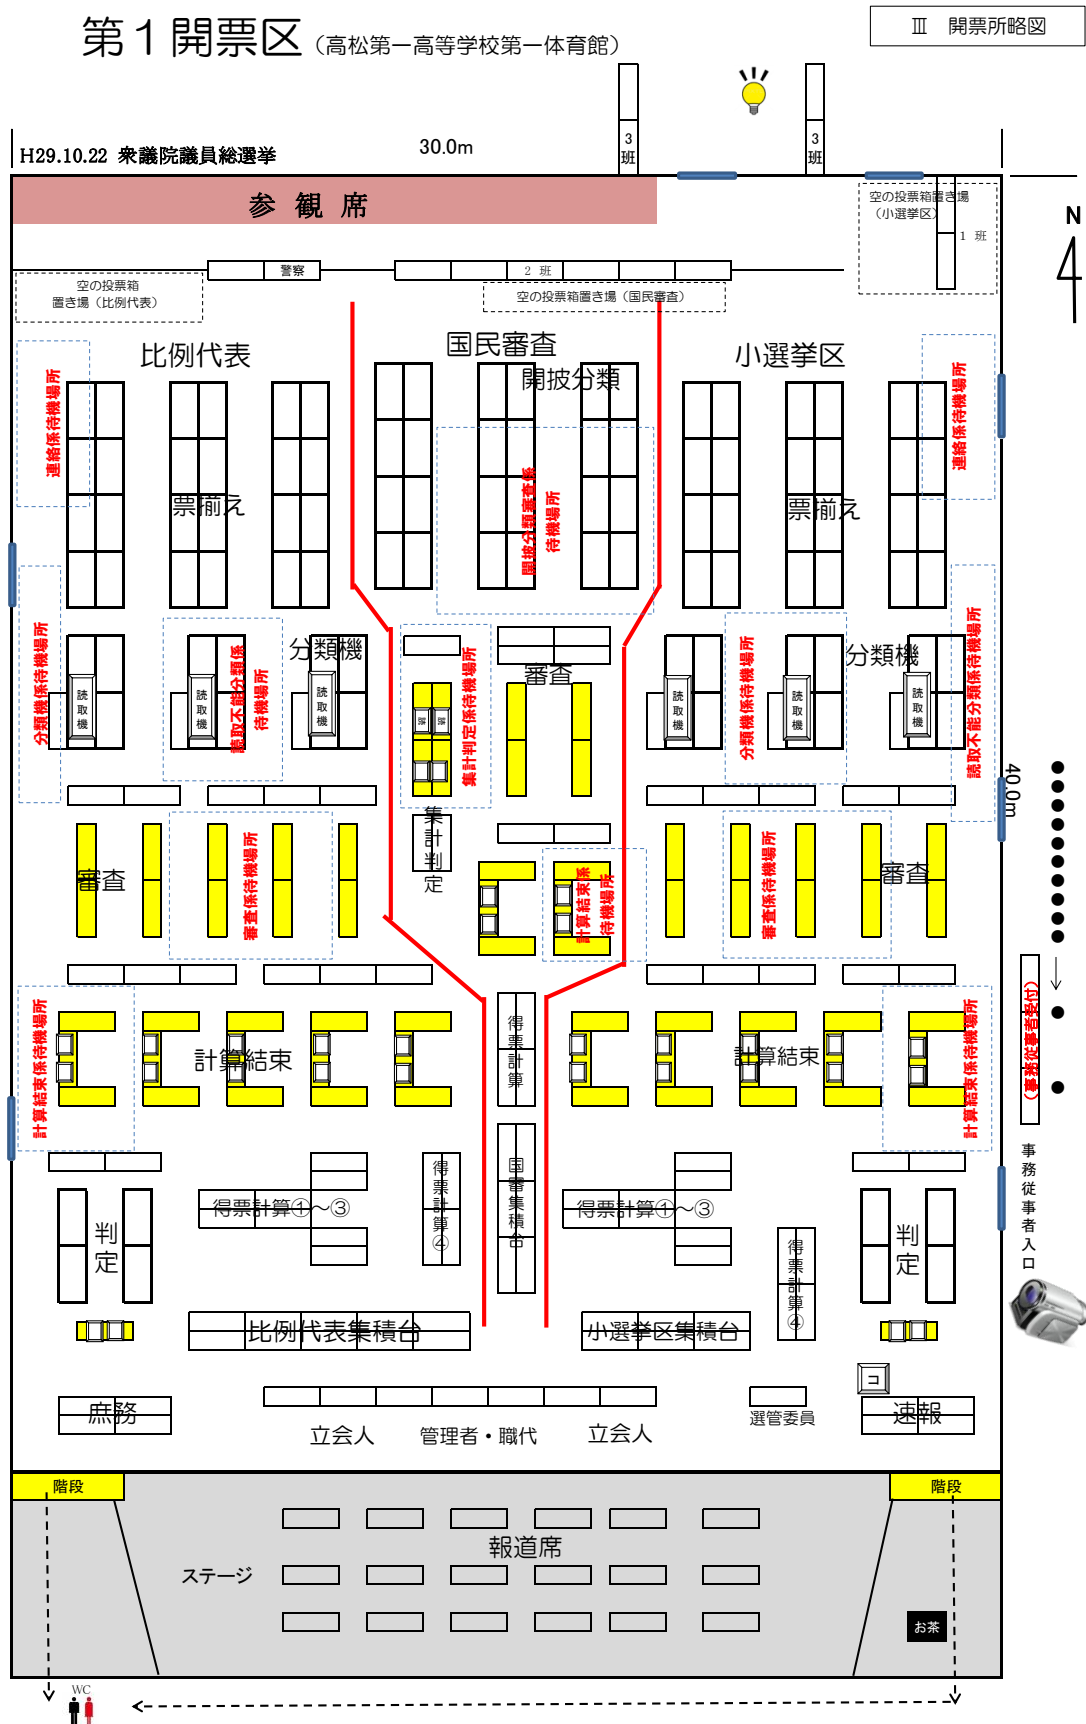 第１開票区（高松第一高等学校第一体育館）
Ⅲ　開票所略図
3班
3班
H29.10.22 衆議院議員総選挙
30.0m
参 観 席
空の投票箱置き場
（小選挙区）
1 班
N
警察
2 班
空の投票箱
置き場（比例代表）
空の投票箱置き場（国民審査）
比例代表
国民審査
小選挙区
開披分類
連絡係待機場所
連絡係待機場所
開披分類審査係
待機場所
票揃え
票揃え
分類機係待機場所
読取不能分類係
待機場所
分類機
集計判定係待機場所
審査
分類機係待機場所
分類機
読取不能分類係待機場所
読取機
読取機
読取機
読取機
読取機
読取機
40.0m
集計判定
審査
審査係待機場所
計算結束係
待機場所
審査係待機場所
審査
計算結束係待機場所
計算結束
得票計算
計算結束
計算結束係待機場所
（事務従事者受付）
事務従事者入口
判定
得票計算①～③
得票計算④
国審集積台
得票計算①～③
得票計算④
判定
比例代表集積台
小選挙区集積台
コ
庶務
速報
選管委員
立会人
管理者・職代
立会人
階段
階段
報道席
ステージ
お茶
WC